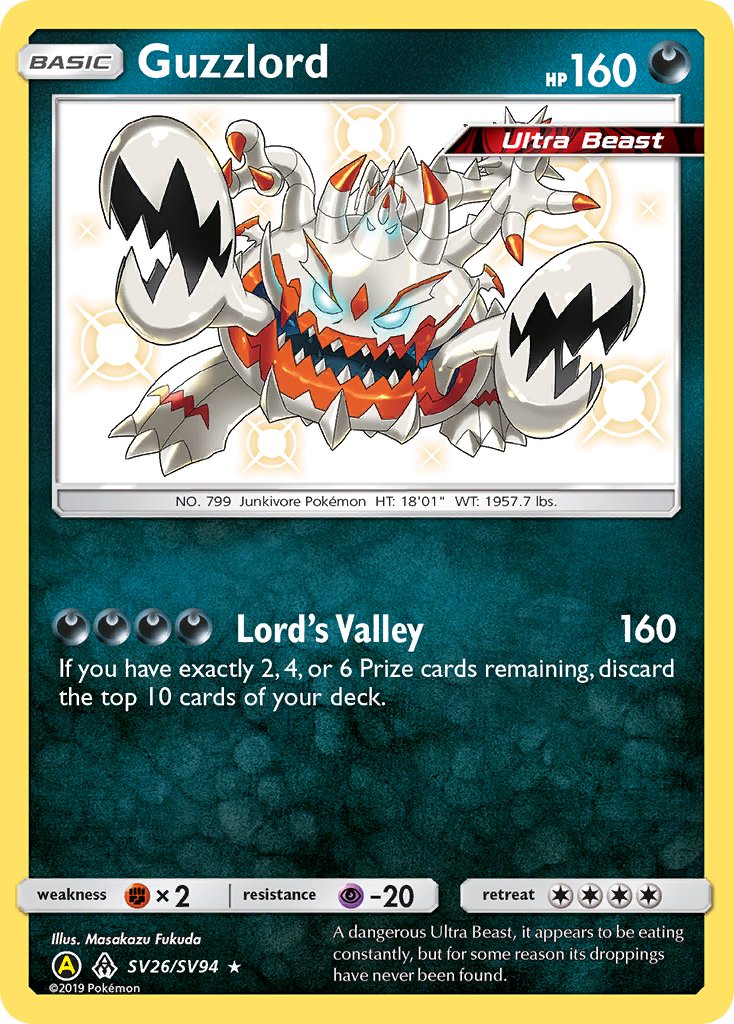 BASIC Guzzlord HP 160
Ultra Beast
NO. 799 Junkivore Pokémon HT: 18'01" WT: 1957.7 lbs.
Lord's Valley 160
If you have exactly 2, 4, or 6 Prize cards remaining, discard
the top 10 cards of your deck.
weakness ×2 resistance -20 retreat
Illus. Masakazu Fukuda
A SV26/SV94 ★
©2019 Pokémon
A dangerous Ultra Beast, it appears to be eating
constantly, but for some reason its droppings
have never been found.